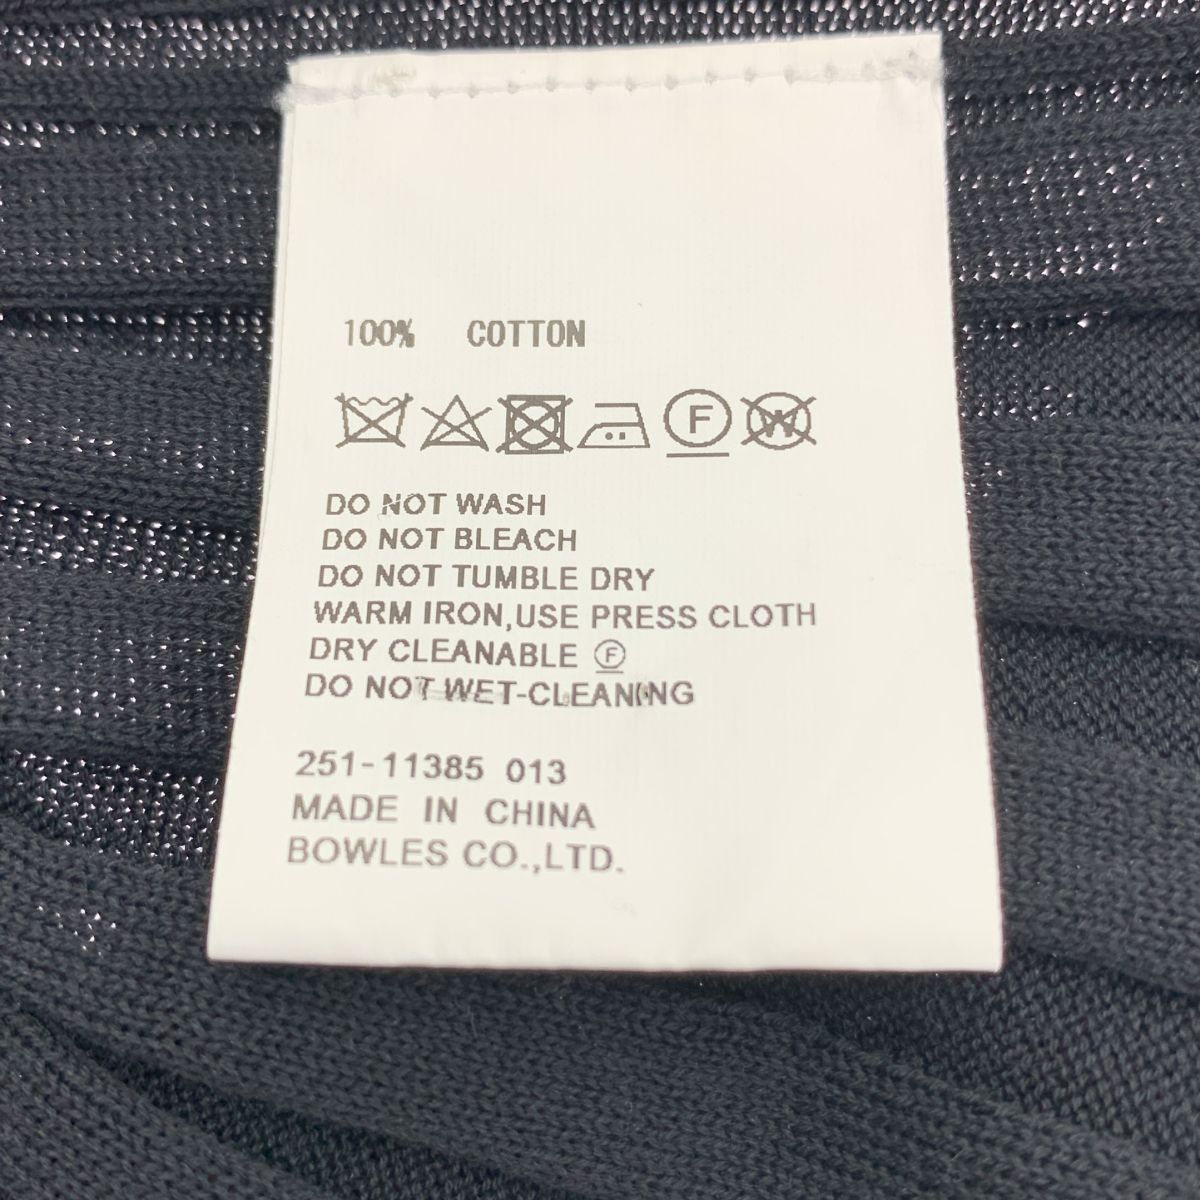 100% COTTON
F W
DO NOT WASH
DO NOT BLEACH
DO NOT TUMBLE DRY
WARM IRON,USE PRESS CLOTH
DRY CLEANABLE Ⓕ
DO NOT WET-CLEANING
251-11385 013
MADE IN CHINA
BOWLES CO.,LTD.